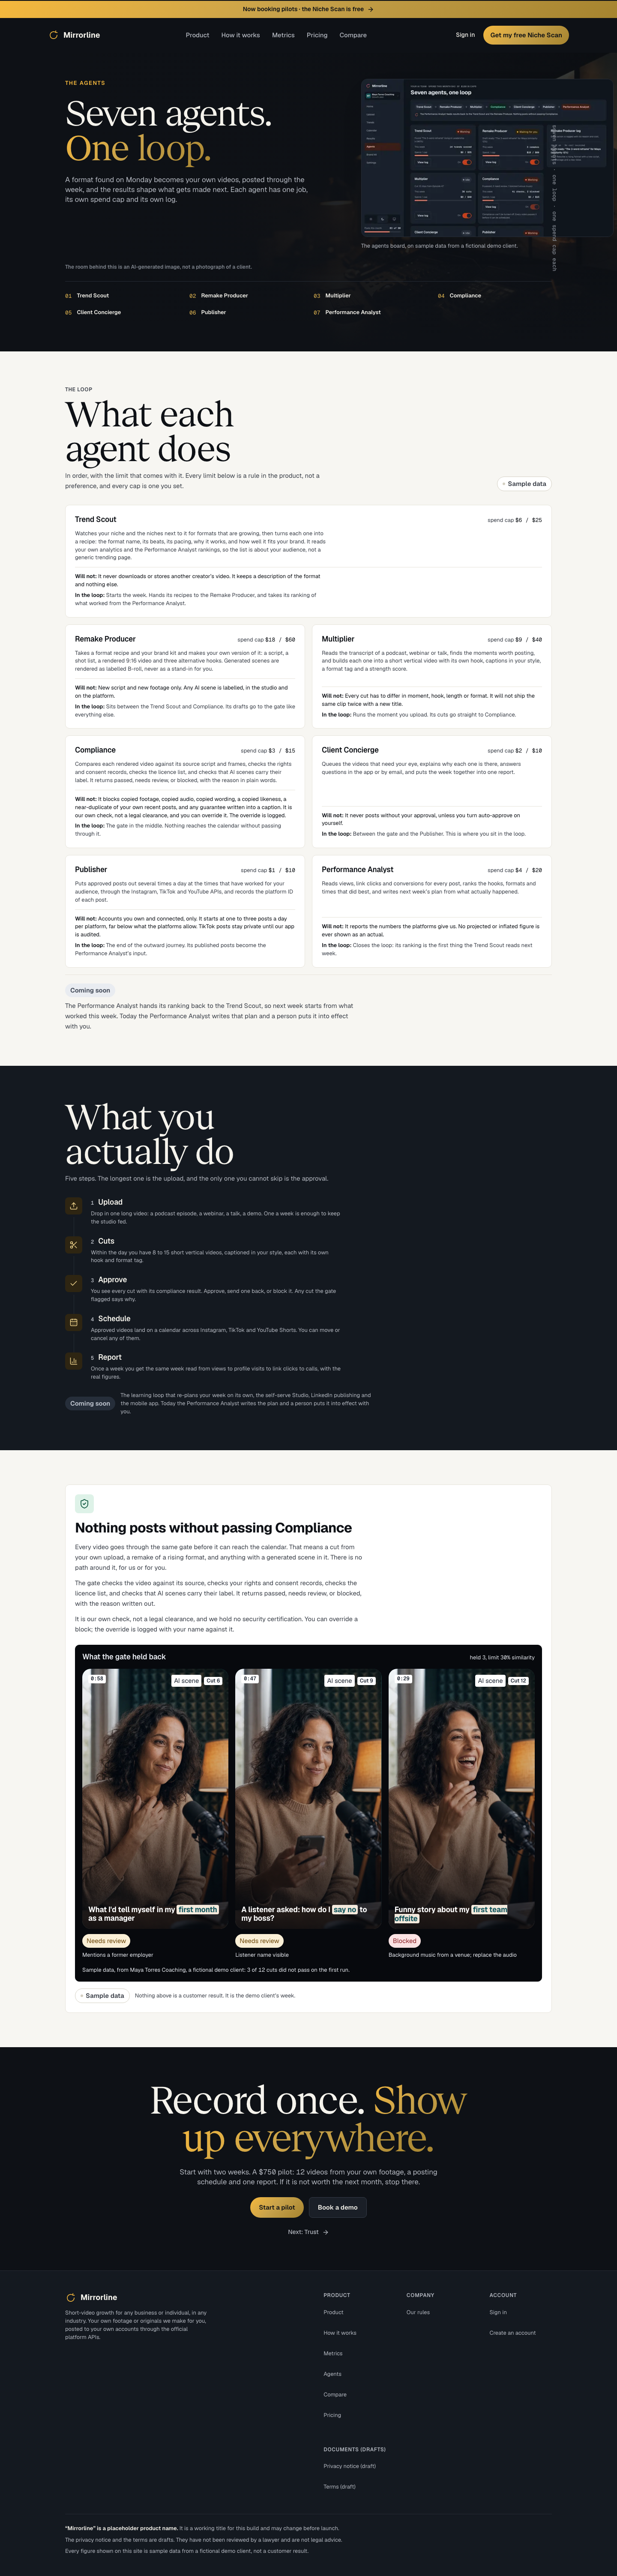 Now booking pilots · the Niche Scan is free →
Mirrorline
Product
How it works
Metrics
Pricing
Compare
Sign in
Get my free Niche Scan
THE AGENTS
Seven agents.
One loop.
A format found on Monday becomes your own videos, posted through the
week, and the results shape what gets made next. Each agent has one job,
its own spend cap and its own log.
Mirrorline
Seven agents, one loop
Trend Scout
Remake Producer
Multiplier
Compliance
Client Concierge
Publisher
Performance Analyst
The agents board, on sample data from a fictional demo client.
The room behind this is an AI-generated image, not a photograph of a client.
01 Trend Scout
02 Remake Producer
03 Multiplier
04 Compliance
05 Client Concierge
06 Publisher
07 Performance Analyst
THE LOOP
What each
agent does
In order, with the limit that comes with it. Every limit below is a rule in the product, not a
preference, and every cap is one you set.
Sample data
Trend Scout
spend cap $6 / $25
Watches your niche and the niches next to it for formats that are growing, then turns each one into
a recipe: the format name, its beats, its pacing, why it works, and how well it fits your brand. It reads
your own analytics and the Performance Analyst rankings, so the list is about your audience, not a
generic trending page.
Will not: It never downloads or stores another creator's video. It keeps a description of the format
and nothing else.
In the loop: Starts the week. Hands its recipes to the Remake Producer, and takes its ranking of
what worked from the Performance Analyst.
Remake Producer
spend cap $18 / $60
Takes a format recipe and your brand kit and makes your own version of it: a script, a
shot list, a rendered 9:16 video and three alternative hooks. Generated scenes are
rendered as labelled B-roll, never as a stand-in for you.
Will not: New script and new footage only. Any AI scene is labelled, in the studio and
on the platform.
In the loop: Sits between the Trend Scout and Compliance. Its drafts go to the gate like
everything else.
Multiplier
spend cap $9 / $40
Reads the transcript of a podcast, webinar or talk, finds the moments worth posting,
and builds each one into a short vertical video with its own hook, captions in your style,
a format tag and a strength score.
Will not: Every cut has to differ in moment, hook, length or format. It will not ship the
same clip twice with a new title.
In the loop: Runs the moment you upload. Its cuts go straight to Compliance.
Compliance
spend cap $3 / $15
Compares each rendered video against its source script and frames, checks the rights
and consent records, checks the licence list, and checks that AI scenes carry their
label. It returns passed, needs review, or blocked, with the reason in plain words.
Will not: It blocks copied footage, copied audio, copied wording, a copied likeness, a
near-duplicate of your own recent posts, and any guarantee written into a caption. It is
our own check, not a legal clearance, and you can override it. The override is logged.
In the loop: The gate in the middle. Nothing reaches the calendar without passing
through it.
Client Concierge
spend cap $2 / $10
Queues the videos that need your eye, explains why each one is there, answers
questions in the app or by email, and puts the week together into one report.
Will not: It never posts without your approval, unless you turn auto-approve on
yourself.
In the loop: Between the gate and the Publisher. This is where you sit in the loop.
Publisher
spend cap $1 / $10
Puts approved posts out several times a day at the times that have worked for your
audience, through the Instagram, TikTok and YouTube APIs, and records the platform ID
of each post.
Will not: Accounts you own and connected, only. It starts at one to three posts a day
per platform, far below what the platforms allow. TikTok posts stay private until our app
is audited.
In the loop: The end of the outward journey. Its published posts become the
Performance Analyst's input.
Performance Analyst
spend cap $4 / $20
Reads views, link clicks and conversions for every post, ranks the hooks, formats and
times that did best, and writes next week's plan from what actually happened.
Will not: It reports the numbers the platforms give us. No projected or inflated figure is
ever shown as an actual.
In the loop: Closes the loop: its ranking is the first thing the Trend Scout reads next
week.
Coming soon
The Performance Analyst hands its ranking back to the Trend Scout, so next week starts from what
worked this week. Today the Performance Analyst writes that plan and a person puts it into effect
with you.
What you
actually do
Five steps. The longest one is the upload, and the only one you cannot skip is the approval.
1 Upload
Drop in one long video: a podcast episode, a webinar, a talk, a demo. One a week is enough to keep
the studio fed.
2 Cuts
Within the day you have 8 to 15 short vertical videos, captioned in your style, each with its own
hook and format tag.
3 Approve
You see every cut with its compliance result. Approve, send one back, or block it. Any cut the gate
flagged says why.
4 Schedule
Approved videos land on a calendar across Instagram, TikTok and YouTube Shorts. You can move or
cancel any of them.
5 Report
Once a week you get the same week read from views to profile visits to link clicks to calls, with the
real figures.
Coming soon
The learning loop that re-plans your week on its own, the self-serve Studio, LinkedIn publishing and
the mobile app. Today the Performance Analyst writes the plan and a person puts it into effect with
you.
Nothing posts without passing Compliance
Every video goes through the same gate before it can reach the calendar. That means a cut from
your own upload, a remake of a rising format, and anything with a generated scene in it. There is no
path around it, for us or for you.
The gate checks the video against its source, checks your rights and consent records, checks the
licence list, and checks that AI scenes carry their label. It returns passed, needs review, or blocked,
with the reason written out.
It is our own check, not a legal clearance, and we hold no security certification. You can override a
block; the override is logged with your name against it.
What the gate held back
held 3, limit 30% similarity
0:58
AI scene
Cut 6
What I'd tell myself in my first month
as a manager
0:47
AI scene
Cut 9
A listener asked: how do I say no to
my boss?
0:29
AI scene
Cut 12
Funny story about my first team
offsite
Needs review
Mentions a former employer
Needs review
Listener name visible
Blocked
Background music from a venue; replace the audio
Sample data, from Maya Torres Coaching, a fictional demo client: 3 of 12 cuts did not pass on the first run.
Sample data
Nothing above is a customer result. It is the demo client's week.
Record once. Show
up everywhere.
Start with two weeks. A $750 pilot: 12 videos from your own footage, a posting
schedule and one report. If it is not worth the next month, stop there.
Start a pilot
Book a demo
Next: Trust →
Mirrorline
Short-video growth for any business or individual, in any
industry. Your own footage or originals we make for you,
posted to your own accounts through the official
platform APIs.
PRODUCT
Product
How it works
Metrics
Agents
Compare
Pricing
COMPANY
Our rules
ACCOUNT
Sign in
Create an account
DOCUMENTS (DRAFTS)
Privacy notice (draft)
Terms (draft)
"Mirrorline" is a placeholder product name. It is a working title for this build and may change before launch.
The privacy notice and the terms are drafts. They have not been reviewed by a lawyer and are not legal advice.
Every figure shown on this site is sample data from a fictional demo client, not a customer result.